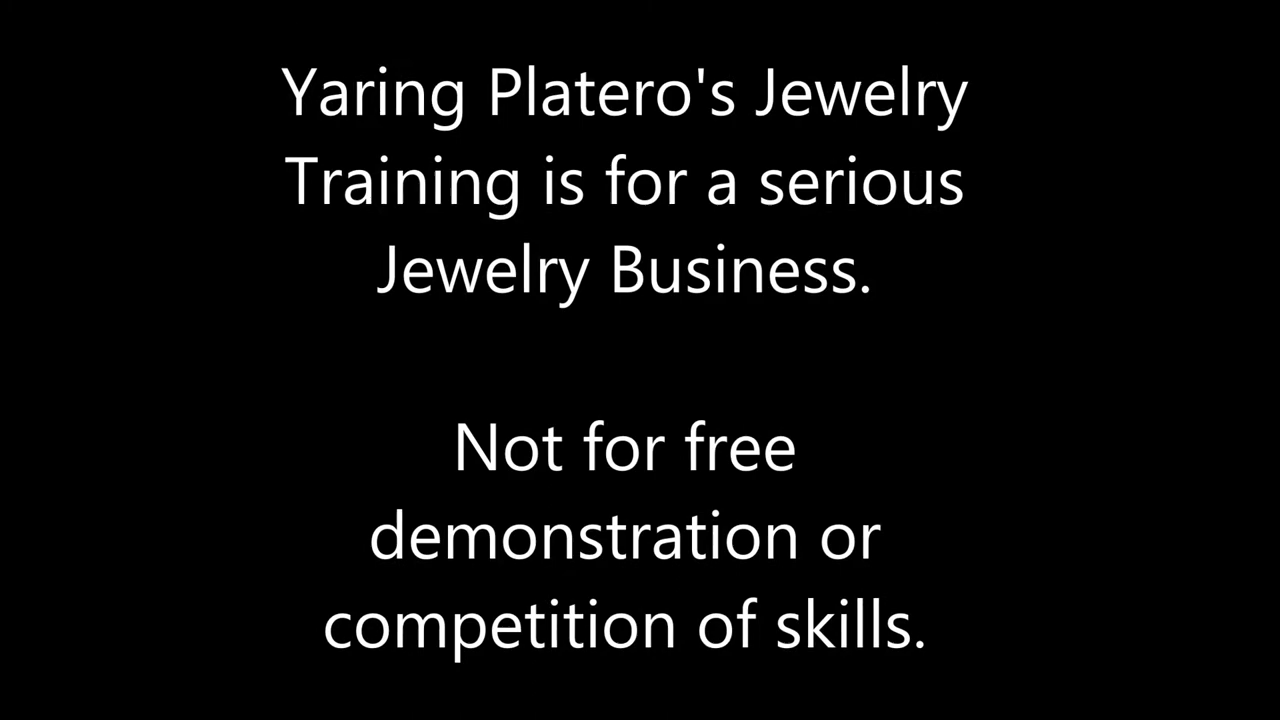 Yaring Platero's Jewelry
Training is for a serious
Jewelry Business.
Not for free
demonstration or
competition of skills.